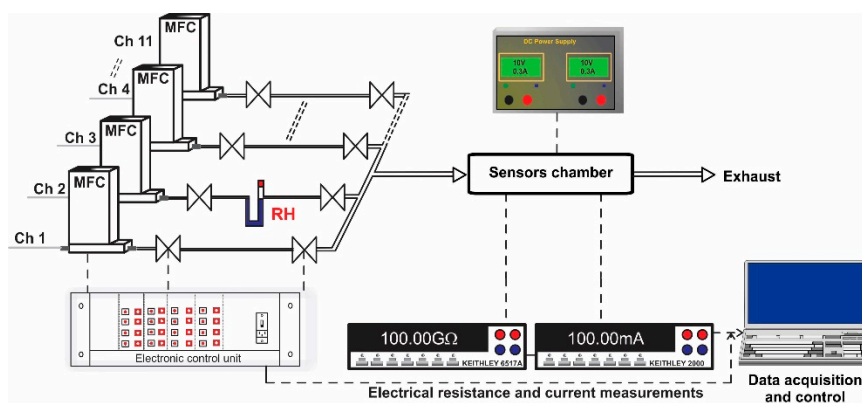 MFC
Ch 11
MFC
Ch 4
MFC
Ch 3
MFC
Ch 2
RH
Ch 1
DC Power Supply
10V
0.3A
10V
0.3A
Sensors chamber
Exhaust
Electronic control unit
100.00GΩ
KEITHLEY 6517A
100.00mA
KEITHLEY 2000
Electrical resistance and current measurements
Data acquisition
and control